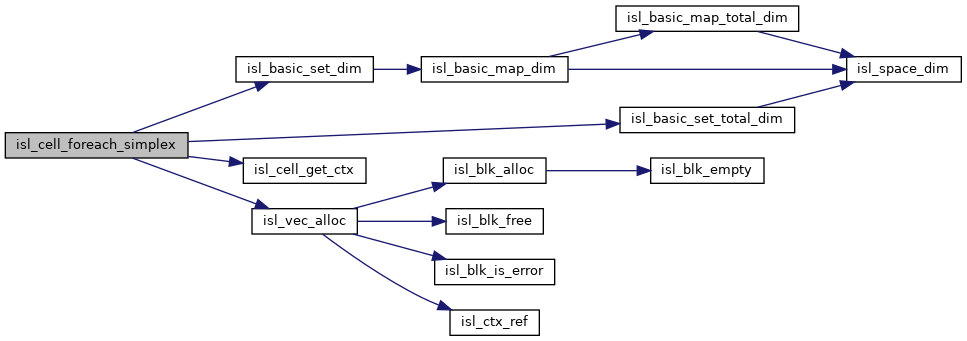 isl_basic_map_total_dim
isl_basic_set_dim
isl_basic_map_dim
isl_space_dim
isl_basic_set_total_dim
isl_cell_foreach_simplex
isl_cell_get_ctx
isl_blk_alloc
isl_blk_empty
isl_vec_alloc
isl_blk_free
isl_blk_is_error
isl_ctx_ref